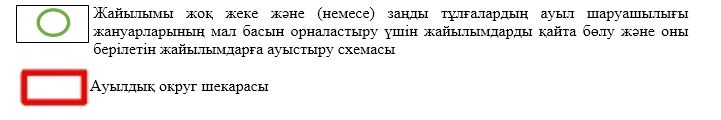 Жайылымы жоқ жеке және (немесе) заңды тұлғалардың ауыл шаруашылығы
жануарларының мал басын орналастыру үшін жайылымдарды қайта бөлу және оны
берілетін жайылымдарға ауыстыру схемасы
Ауылдық округ шекарасы